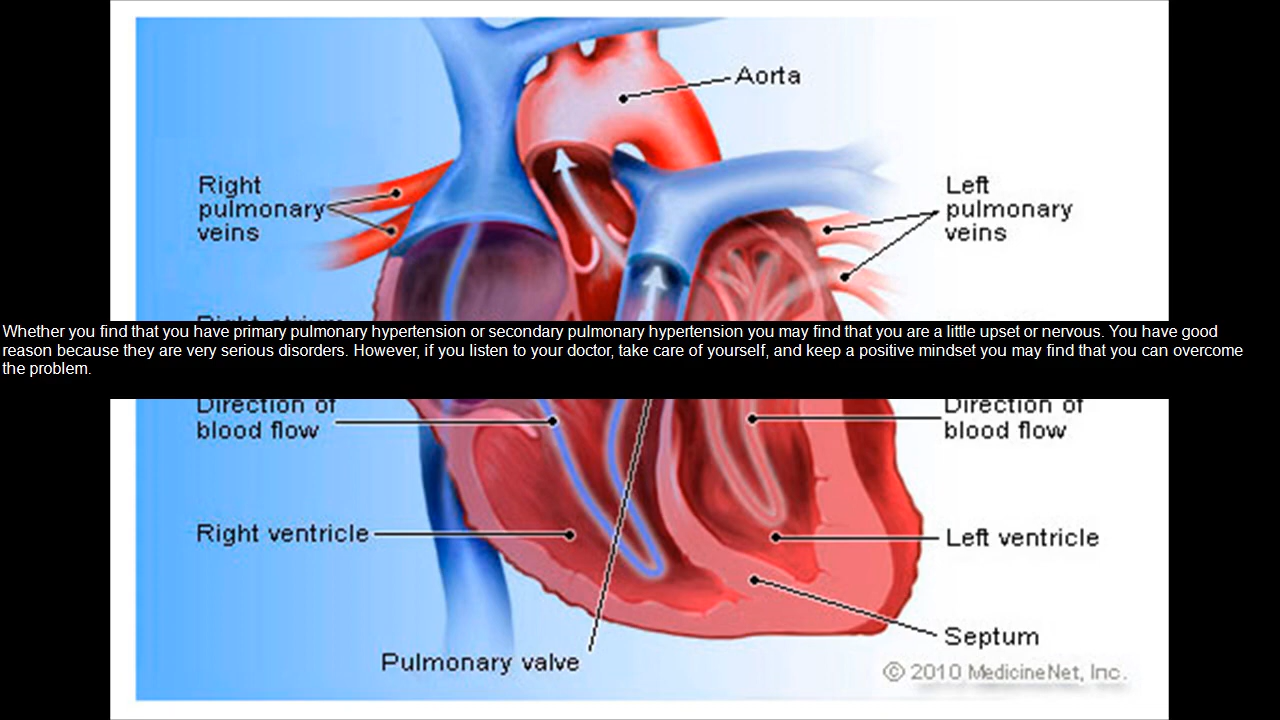 Aorta
Right
pulmonary
veins
Left
pulmonary
veins
Right atrium
Whether you find that you have primary pulmonary hypertension or secondary pulmonary hypertension you may find that you are a little upset or nervous. You have good
reason because they are very serious disorders. However, if you listen to your doctor, take care of yourself, and keep a positive mindset you may find that you can overcome
the problem.
Direction of
blood flow
Direction of
blood flow
Right ventricle
Left ventricle
Septum
Pulmonary valve
© 2010 MedicineNet, Inc.